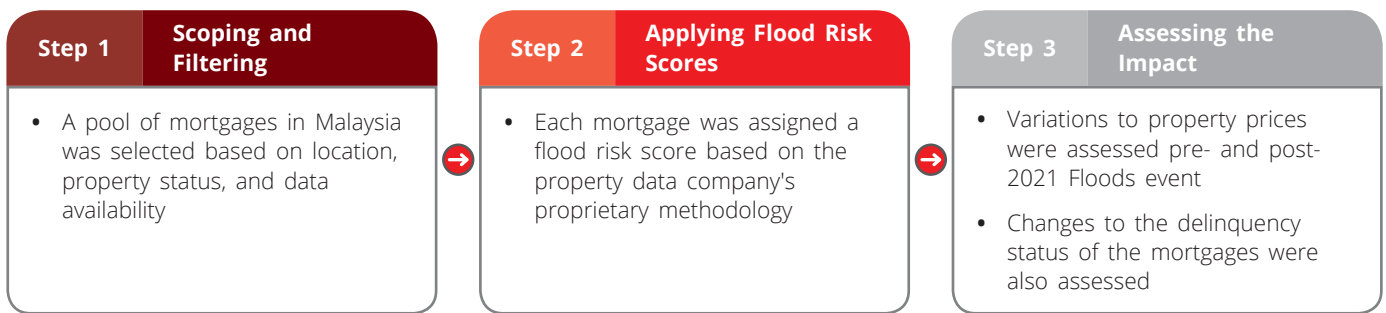 Step 1
Scoping and
Filtering
• A pool of mortgages in Malaysia
was selected based on location,
property status, and data
availability
Step 2
Applying Flood Risk
Scores
• Each mortgage was assigned a
flood risk score based on the
property data company's
proprietary methodology
Step 3
Assessing the
Impact
• Variations to property prices
were assessed pre- and post-
2021 Floods event
• Changes to the delinquency
status of the mortgages were
also assessed